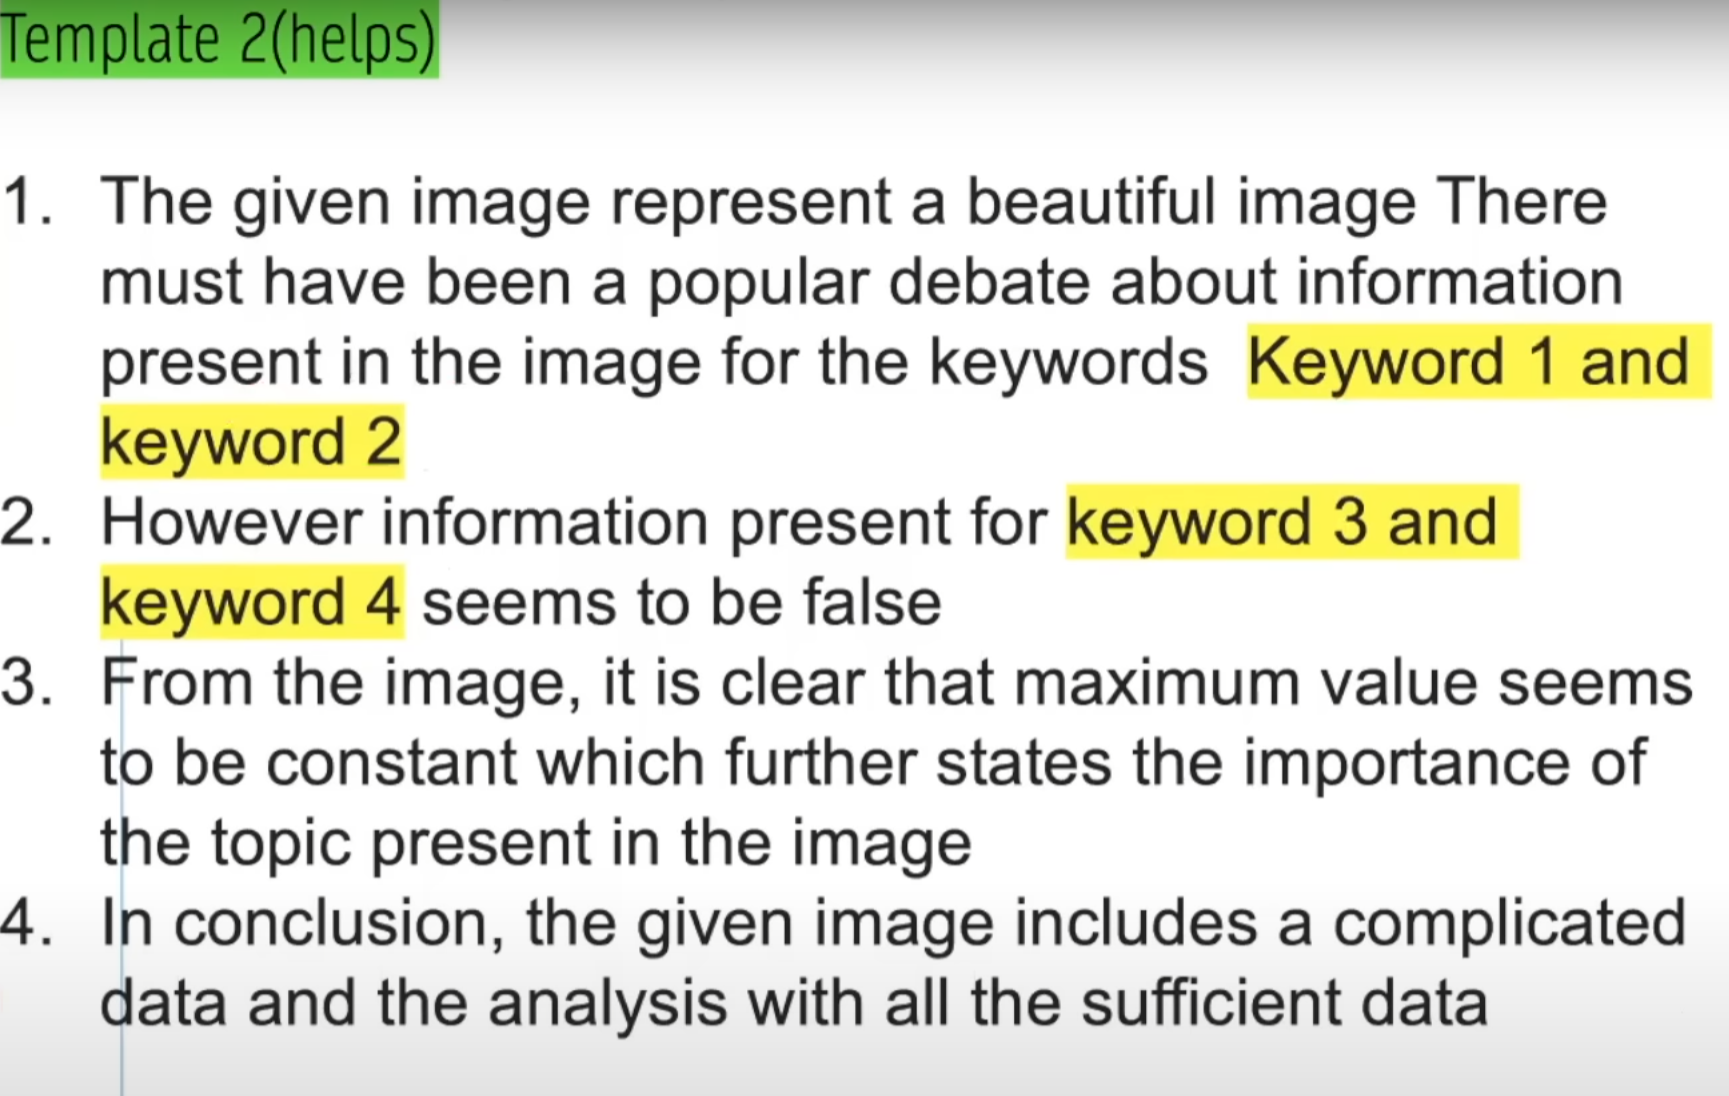 Template 2(helps)
1. The given image represent a beautiful image There
must have been a popular debate about information
present in the image for the keywords Keyword 1 and
keyword 2
2. However information present for keyword 3 and
keyword 4 seems to be false
3. From the image, it is clear that maximum value seems
to be constant which further states the importance of
the topic present in the image
4. In conclusion, the given image includes a complicated
data and the analysis with all the sufficient data